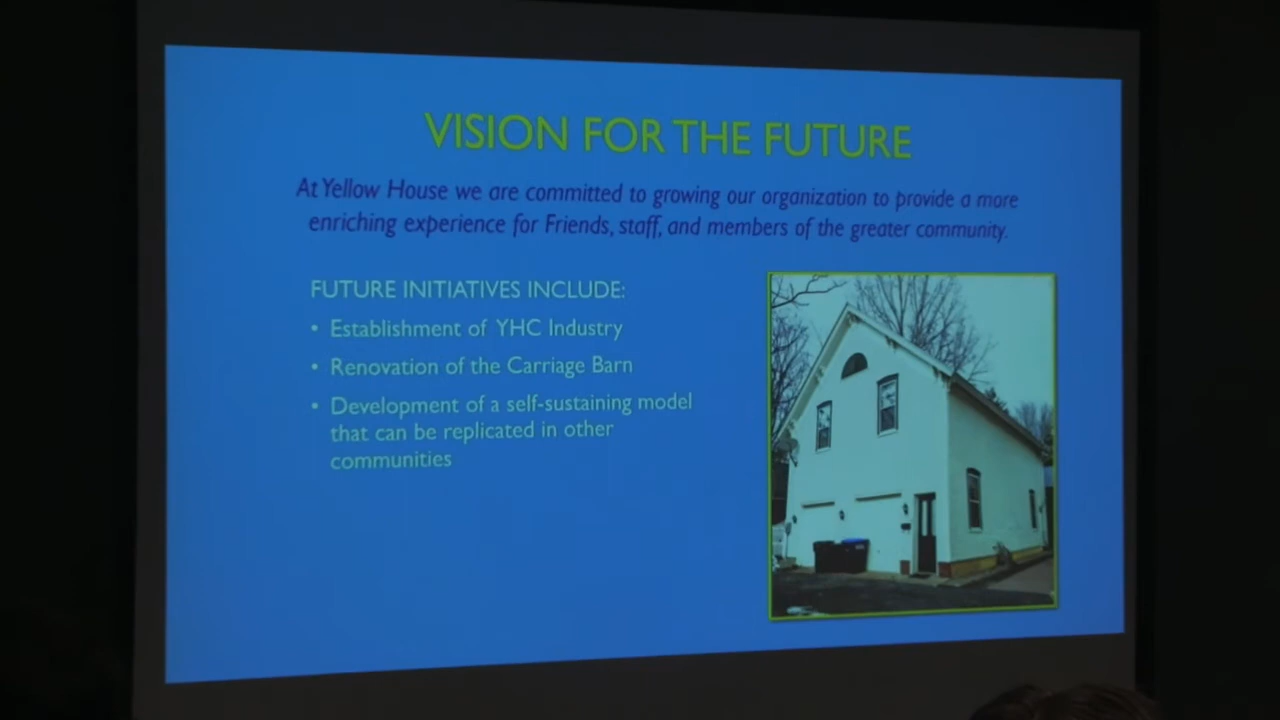 VISION FOR THE FUTURE
At Yellow House we are committed to growing our organization to provide a more
enriching experience for Friends, staff, and members of the greater community.
FUTURE INITIATIVES INCLUDE:
• Establishment of YHC Industry
• Renovation of the Carriage Barn
• Development of a self-sustaining model
that can be replicated in other
communities